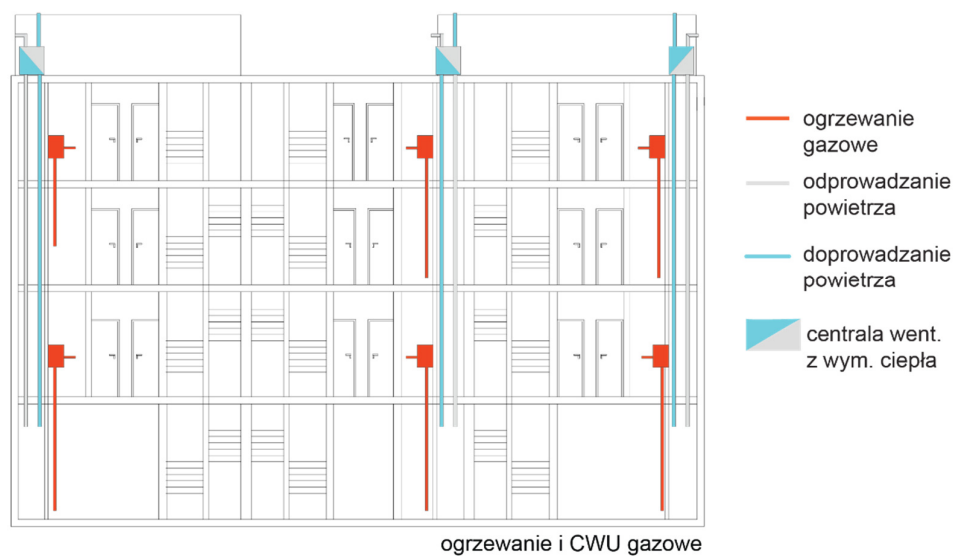 ogrzewanie
gazowe
odprowadzanie
powietrza
doprowadzanie
powietrza
centrala went.
z wym. ciepła
ogrzewanie i CWU gazowe